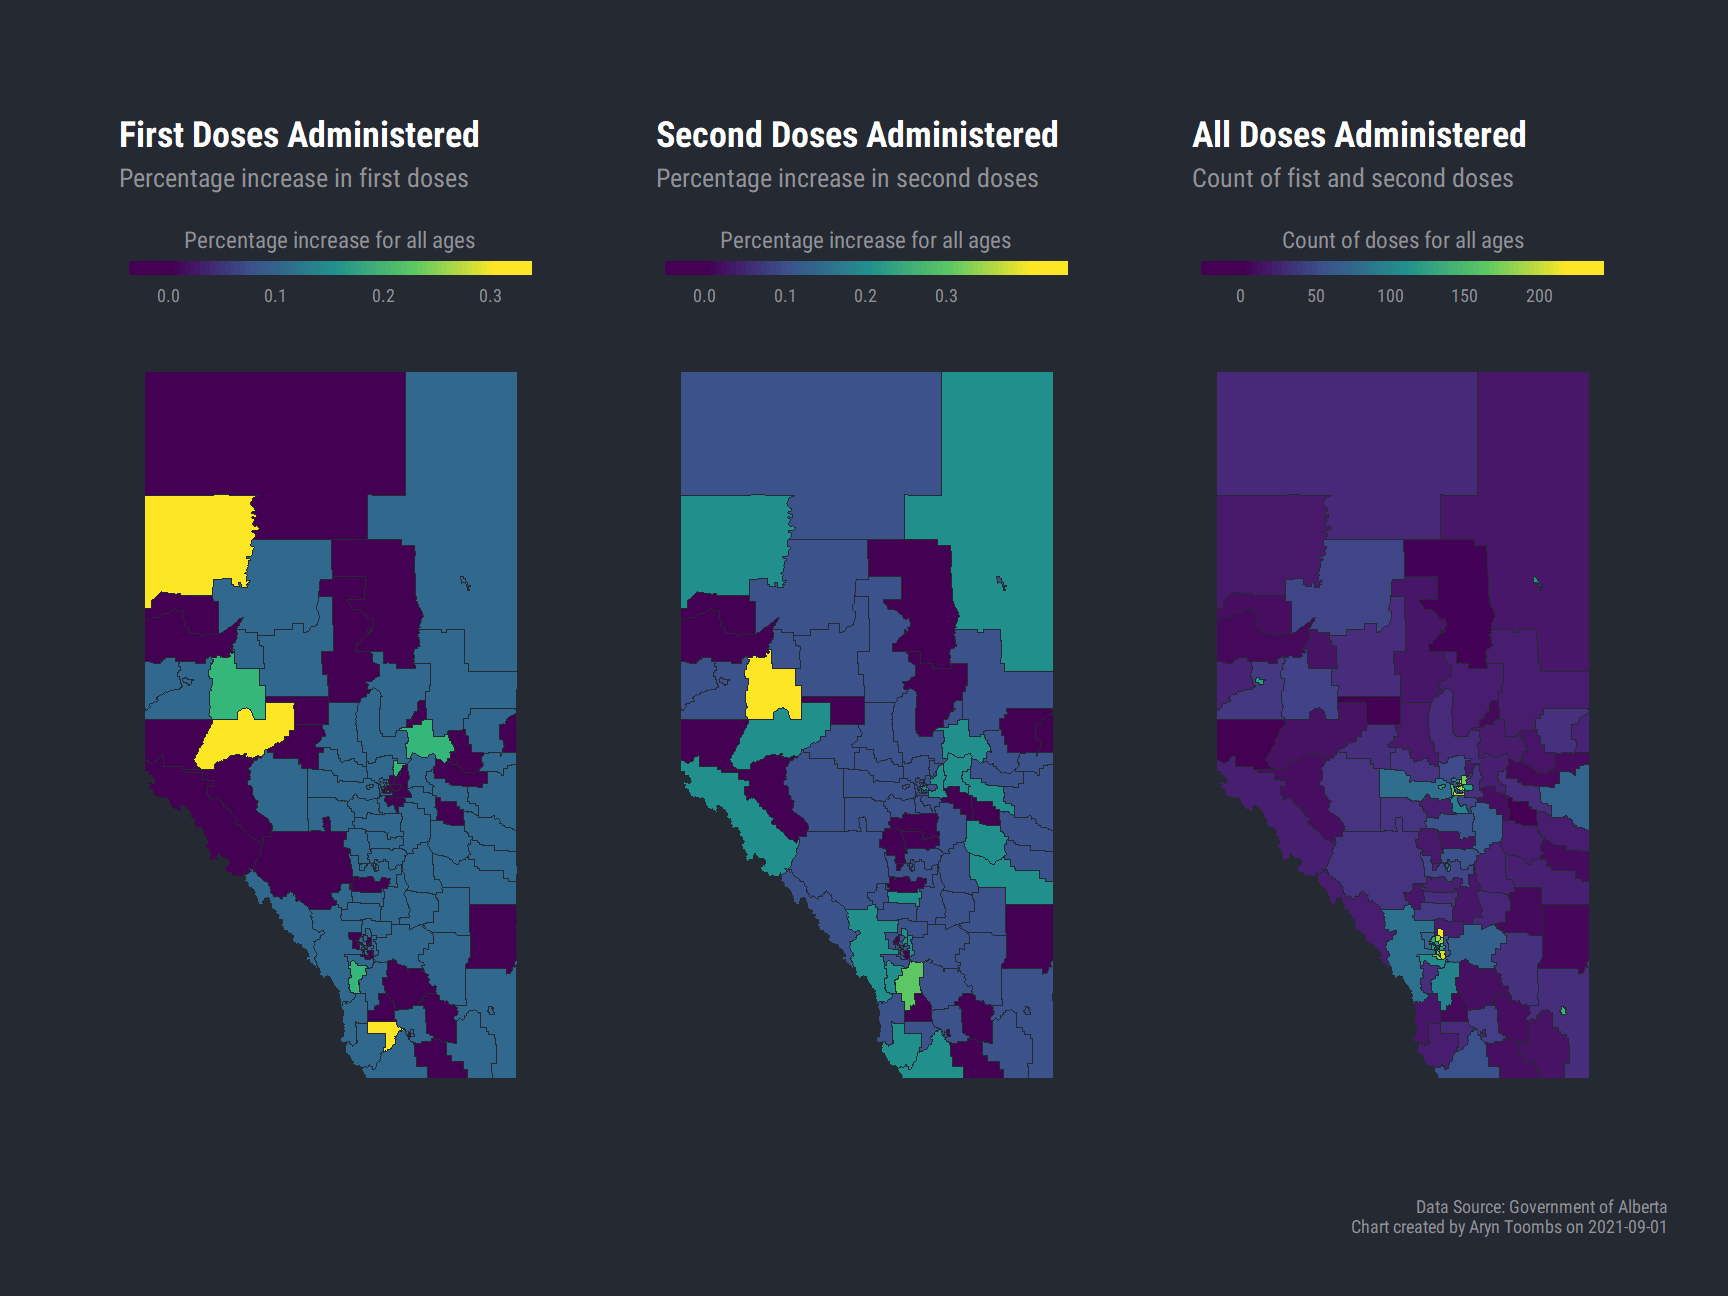 First Doses Administered
Percentage increase in first doses
Percentage increase for all ages
0.0 0.1 0.2 0.3
Second Doses Administered
Percentage increase in second doses
Percentage increase for all ages
0.0 0.1 0.2 0.3
All Doses Administered
Count of fist and second doses
Count of doses for all ages
0 50 100 150 200
Data Source: Government of Alberta
Chart created by Aryn Toombs on 2021-09-01